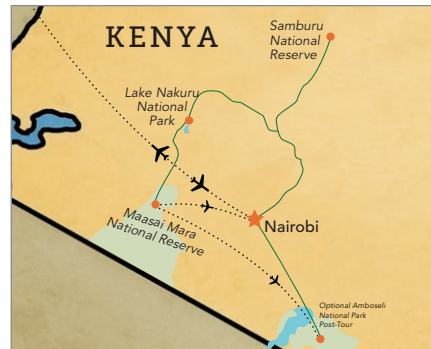 KENYA
Samburu
National
Reserve
Lake Nakuru
National
Park
Maasai Mara
National Reserve
Nairobi
Optional Amboseli
National Park
Post-Tour